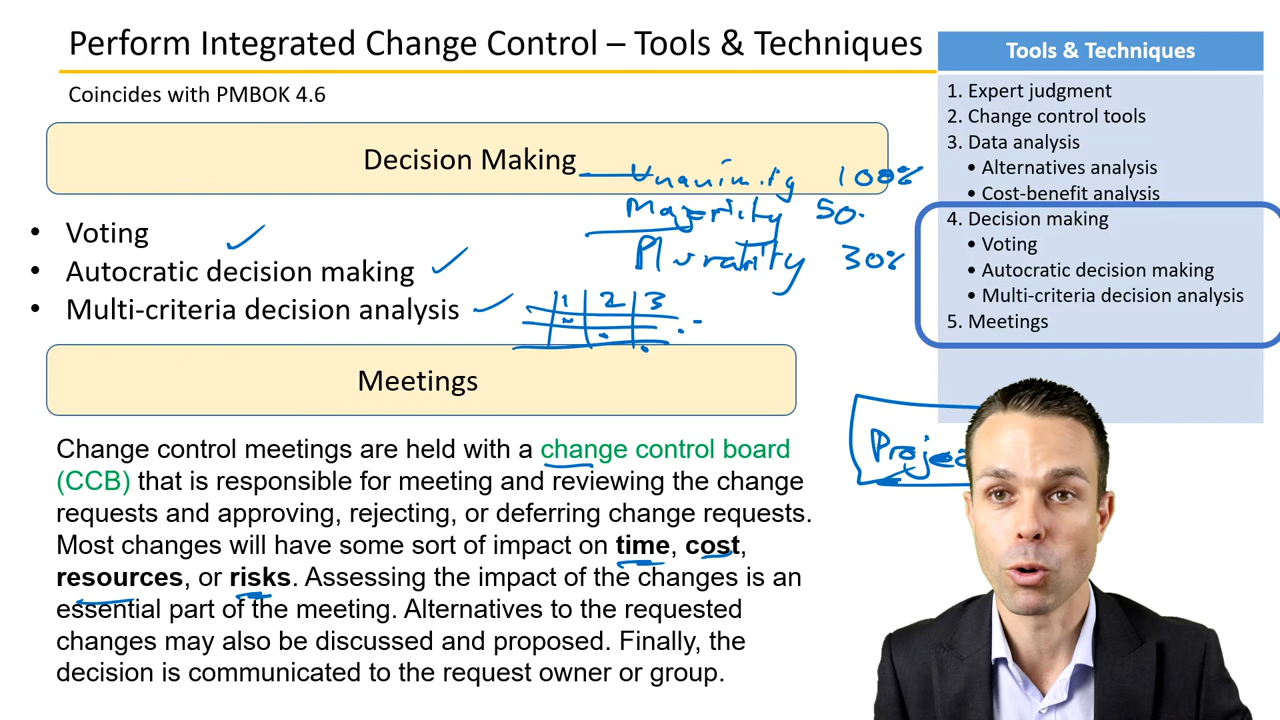 Perform Integrated Change Control – Tools & Techniques
Coincides with PMBOK 4.6
Decision Making
Unanimity 100%
Majority 50.
Plurality 30%
• Voting
• Autocratic decision making
• Multi-criteria decision analysis
1 2 3
Meetings
Change control meetings are held with a change control board
(CCB) that is responsible for meeting and reviewing the change
requests and approving, rejecting, or deferring change requests.
Most changes will have some sort of impact on time, cost,
resources, or risks. Assessing the impact of the changes is an
essential part of the meeting. Alternatives to the requested
changes may also be discussed and proposed. Finally, the
decision is communicated to the request owner or group.
Tools & Techniques
1. Expert judgment
2. Change control tools
3. Data analysis
• Alternatives analysis
• Cost-benefit analysis
4. Decision making
• Voting
• Autocratic decision making
• Multi-criteria decision analysis
5. Meetings